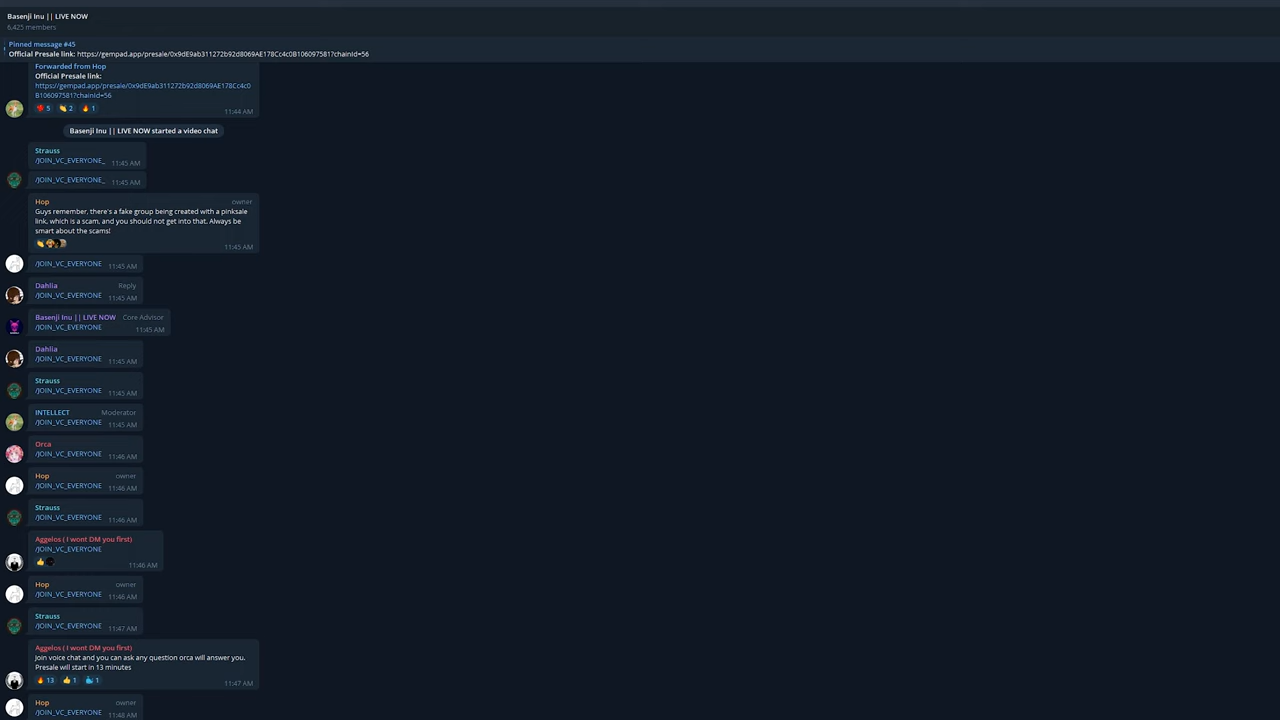 Basenji Inu || LIVE NOW
6,425 members
Pinned message #45
Official Presale link: https://gempad.app/presale/0x9dE9ab311272b92d8069AE178Cc4c0B106097581?chainId=56
Forwarded from Hop
Official Presale link:
https://gempad.app/presale/0x9dE9ab311272b92d8069AE178Cc4c0
B106097581?chainId=56
5 2 1 11:44 AM
Basenji Inu || LIVE NOW started a video chat
Strauss
/JOIN_VC_EVERYONE_ 11:45 AM
/JOIN_VC_EVERYONE_ 11:45 AM
Hop owner
Guys remember, there's a fake group being created with a pinksale
link, which is a scam, and you should not get into that. Always be
smart about the scams!
11:45 AM
/JOIN_VC_EVERYONE 11:45 AM
Dahlia Reply
/JOIN_VC_EVERYONE 11:45 AM
Basenji Inu || LIVE NOW Core Advisor
/JOIN_VC_EVERYONE 11:45 AM
Dahlia
/JOIN_VC_EVERYONE 11:45 AM
Strauss
/JOIN_VC_EVERYONE 11:45 AM
INTELLECT Moderator
/JOIN_VC_EVERYONE 11:45 AM
Orca
/JOIN_VC_EVERYONE 11:46 AM
Hop owner
/JOIN_VC_EVERYONE 11:46 AM
Strauss
/JOIN_VC_EVERYONE 11:46 AM
Aggelos ( I wont DM you first)
/JOIN_VC_EVERYONE
11:46 AM
Hop owner
/JOIN_VC_EVERYONE 11:46 AM
Strauss
/JOIN_VC_EVERYONE 11:47 AM
Aggelos ( I wont DM you first)
Join voice chat and you can ask any question orca will answer you.
Presale will start in 13 minutes
13 1 1 11:47 AM
Hop owner
/JOIN_VC_EVERYONE 11:48 AM